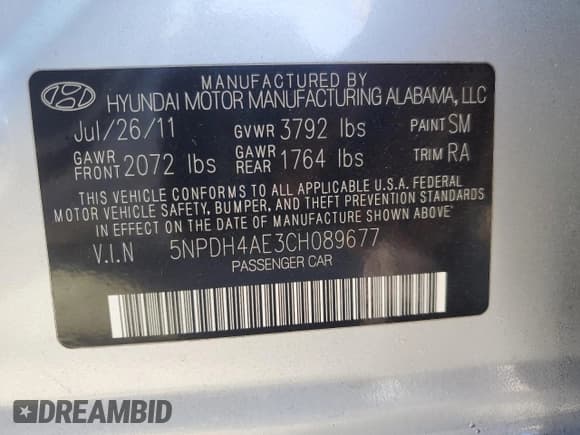 MANUFACTURED BY
HYUNDAI MOTOR MANUFACTURING ALABAMA, LLC
Jul/26/11 GVWR 3792 lbs PAINT SM
GAWR FRONT 2072 lbs GAWR REAR 1764 lbs TRIM RA
THIS VEHICLE CONFORMS TO ALL APPLICABLE U.S.A. FEDERAL
MOTOR VEHICLE SAFETY, BUMPER, AND THEFT PREVENTION STANDARDS
IN EFFECT ON THE DATE OF MANUFACTURE SHOWN ABOVE
V.I.N 5NPDH4AE3CH089677
PASSENGER CAR
DREAMBID